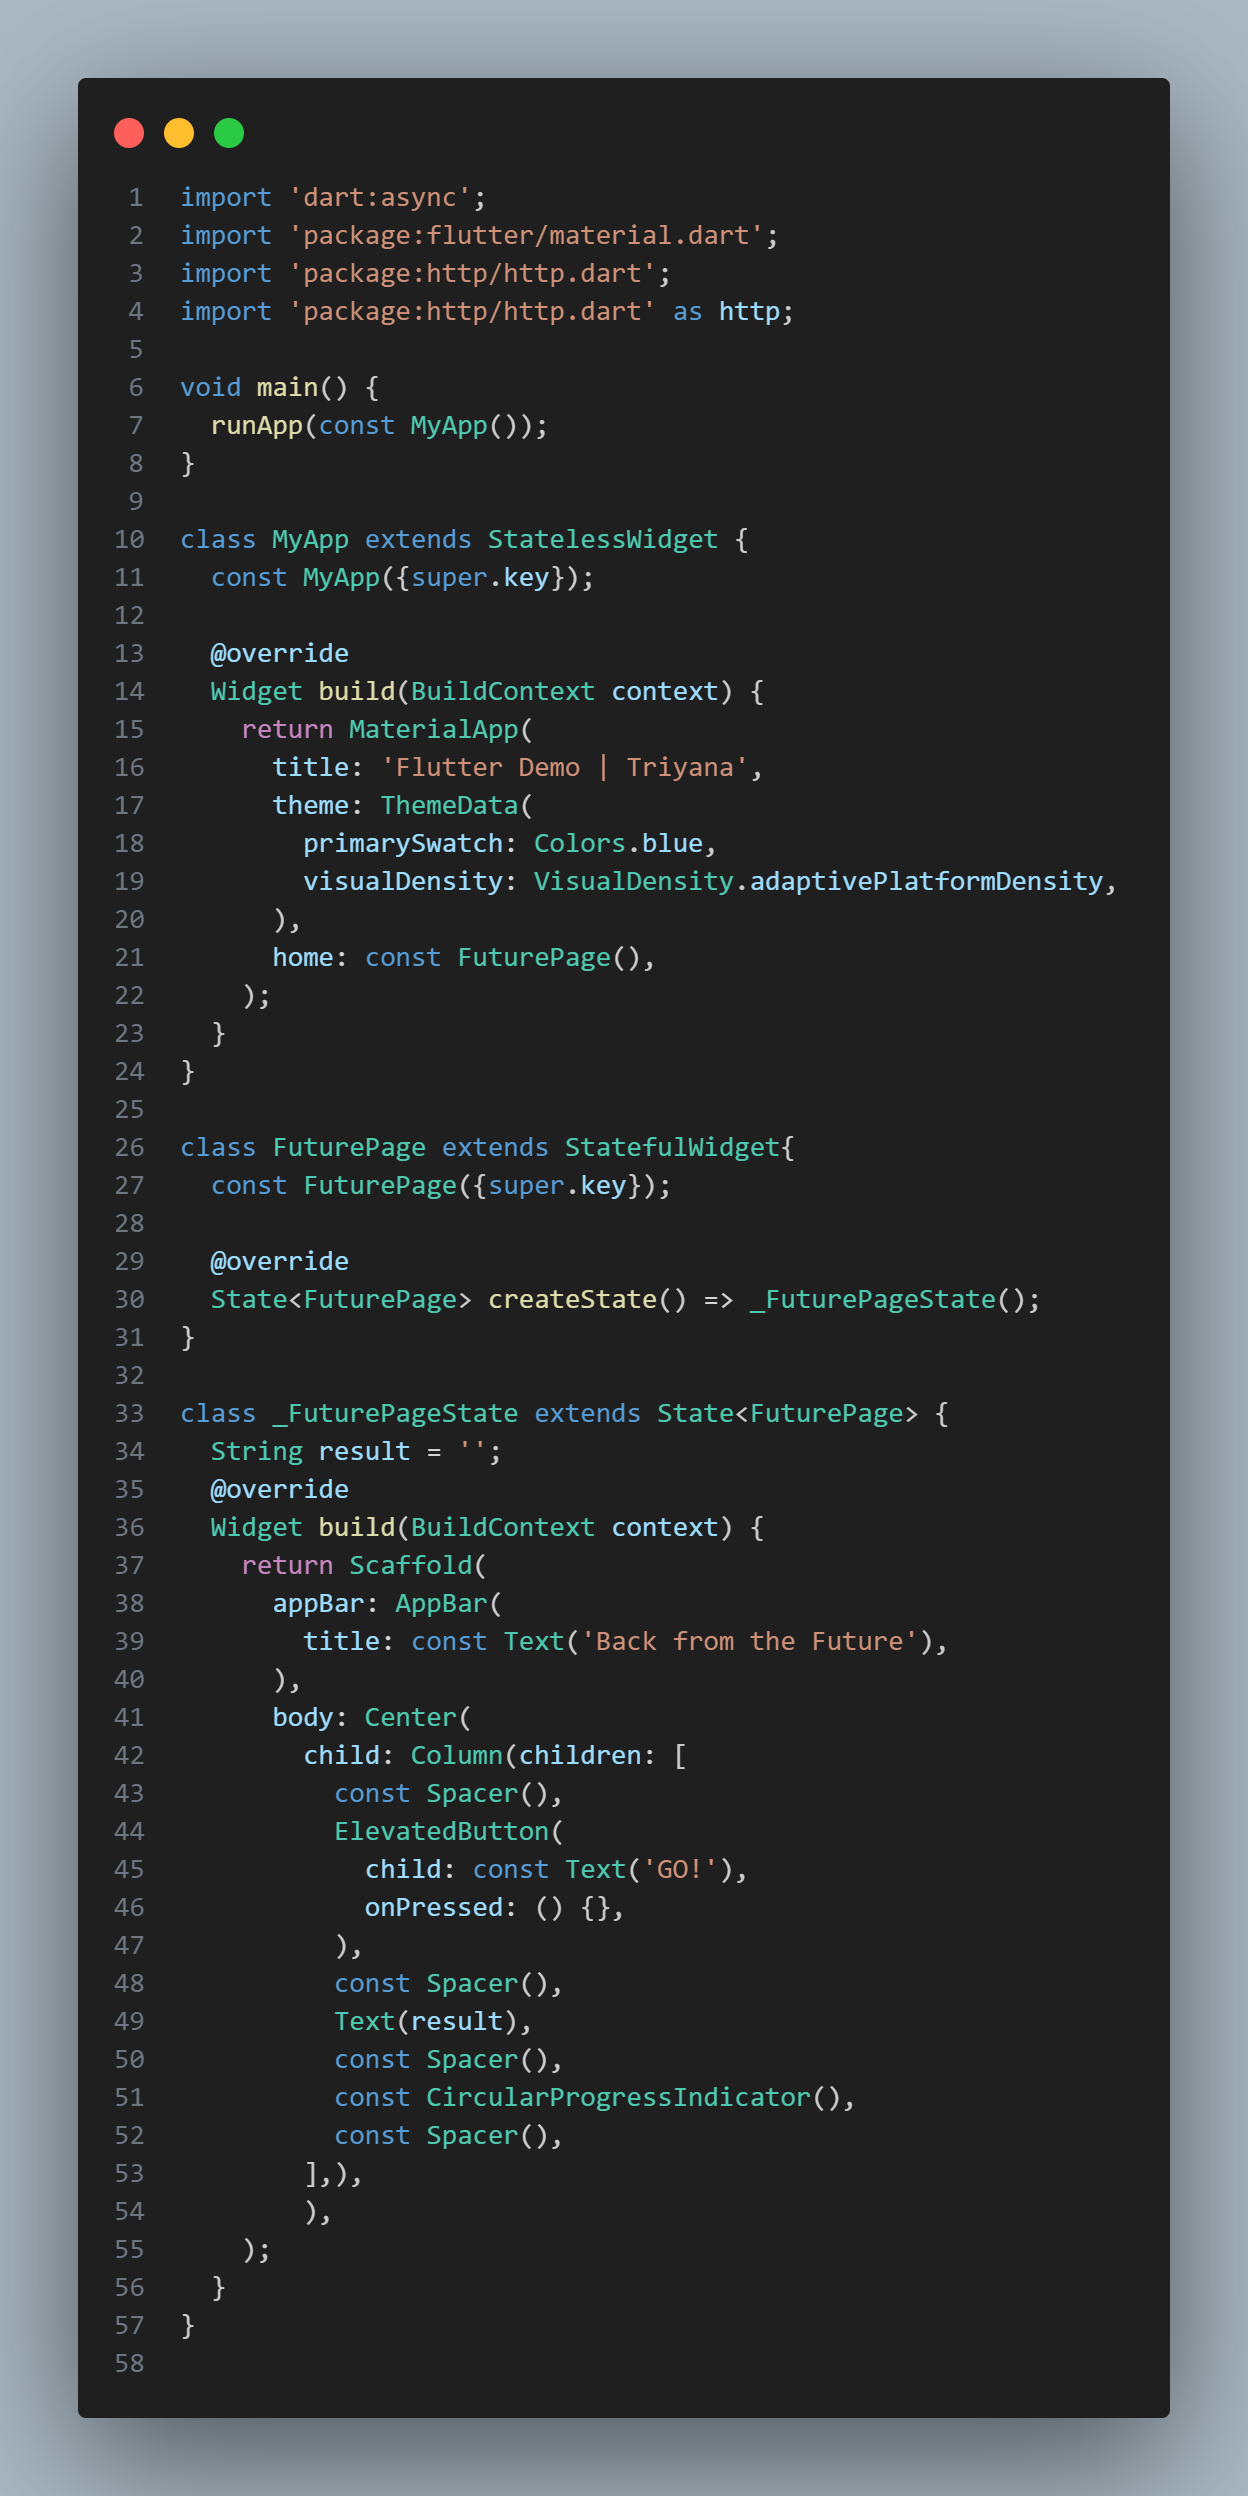 1 import 'dart:async';
2 import 'package:flutter/material.dart';
3 import 'package:http/http.dart';
4 import 'package:http/http.dart' as http;
5
6 void main() {
7   runApp(const MyApp());
8 }
9
10 class MyApp extends StatelessWidget {
11   const MyApp({super.key});
12
13   @override
14   Widget build(BuildContext context) {
15     return MaterialApp(
16       title: 'Flutter Demo | Triyana',
17       theme: ThemeData(
18         primarySwatch: Colors.blue,
19         visualDensity: VisualDensity.adaptivePlatformDensity,
20       ),
21       home: const FuturePage(),
22     );
23   }
24 }
25
26 class FuturePage extends StatefulWidget{
27   const FuturePage({super.key});
28
29   @override
30   State<FuturePage> createState() => _FuturePageState();
31 }
32
33 class _FuturePageState extends State<FuturePage> {
34   String result = '';
35   @override
36   Widget build(BuildContext context) {
37     return Scaffold(
38       appBar: AppBar(
39         title: const Text('Back from the Future'),
40       ),
41       body: Center(
42         child: Column(children: [
43           const Spacer(),
44           ElevatedButton(
45             child: const Text('GO!'),
46             onPressed: () {},
47           ),
48           const Spacer(),
49           Text(result),
50           const Spacer(),
51           const CircularProgressIndicator(),
52           const Spacer(),
53         ],),
54         ),
55     );
56   }
57 }
58